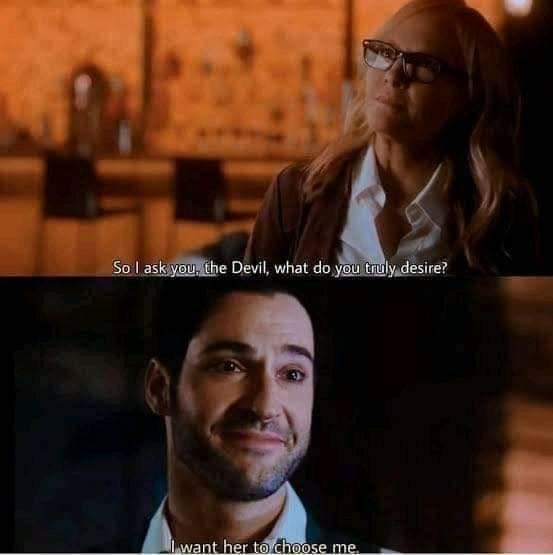 So I ask you, the Devil, what do you truly desire?
I want her to choose me.